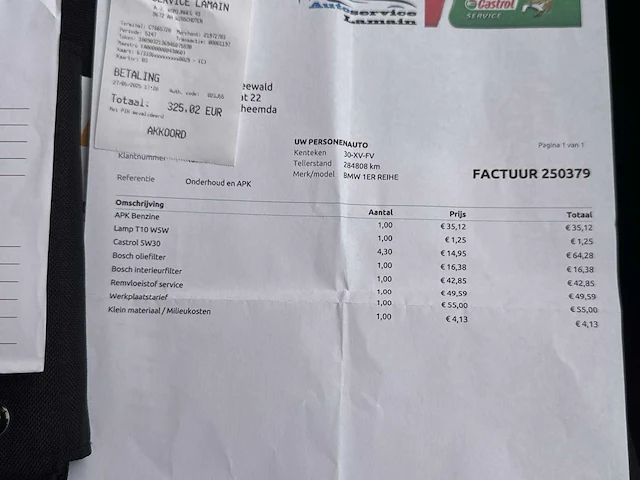 SERVICE LAMAIN
Autoservice
Lamain
Castrol
SERVICE
BETALING
27/06/2025
Totaal: 325,02 EUR
AKKOORD
eewald
at 22
heemda
Klantnummer
Referentie Onderhoud en APK
UW PERSONENAUTO
Kenteken 30-XV-FV
Tellerstand 284808 km
Merk/model BMW 1ER REIHE
Pagina 1 van 1
FACTUUR 250379
Omschrijving Aantal Prijs Totaal
APK Benzine 1,00 € 35,12 € 35,12
Lamp T10 W5W 1,00 € 1,25 € 1,25
Castrol 5W30 4,30 € 14,95 € 64,28
Bosch oliefilter 1,00 € 16,38 € 16,38
Bosch interieurfilter 1,00 € 42,85 € 42,85
Remvloeistof service 1,00 € 49,59 € 49,59
Werkplaatstarief 1,00 € 55,00 € 55,00
Klein materiaal / Milieukosten 1,00 € 4,13 € 4,13